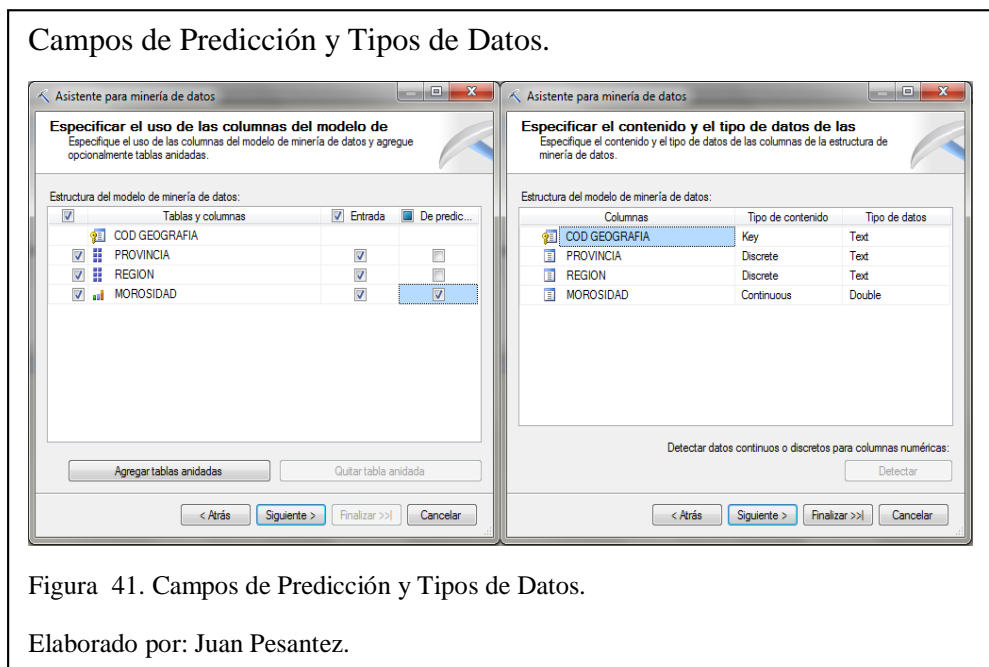 Campos de Predicción y Tipos de Datos.
Asistente para minería de datos
Especificar el uso de las columnas del modelo de
Especifique el uso de las columnas del modelo de minería de datos y agregue
opcionalmente tablas anidadas.
Estructura del modelo de minería de datos:
Tablas y columnas Entrada De predic...
COD GEOGRAFIA
PROVINCIA
REGION
MOROSIDAD
Agregar tablas anidadas Quitar tabla anidada
< Atrás Siguiente > Finalizar >>| Cancelar
Asistente para minería de datos
Especificar el contenido y el tipo de datos de las
Especifique el contenido y el tipo de datos de las columnas de la estructura de
minería de datos.
Estructura del modelo de minería de datos:
Columnas Tipo de contenido Tipo de datos
COD GEOGRAFIA Key Text
PROVINCIA Discrete Text
REGION Discrete Text
MOROSIDAD Continuous Double
Detectar datos continuos o discretos para columnas numéricas:
Detectar
< Atrás Siguiente > Finalizar >>| Cancelar
Figura 41. Campos de Predicción y Tipos de Datos.
Elaborado por: Juan Pesantez.